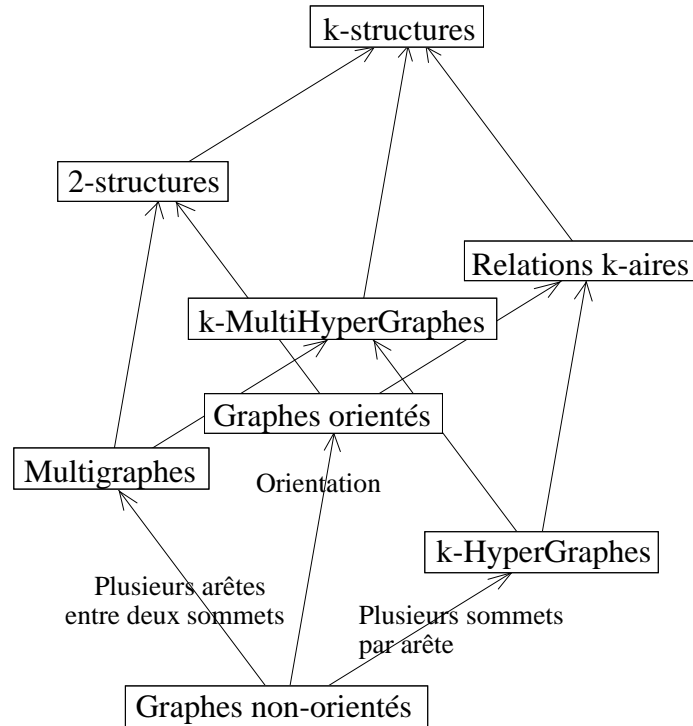 k-structures
2-structures
Relations k-aires
k-MultiHyperGraphes
Graphes orientés
Multigraphes
Orientation
k-HyperGraphes
Plusieurs arêtes
entre deux sommets
Plusieurs sommets
par arête
Graphes non-orientés